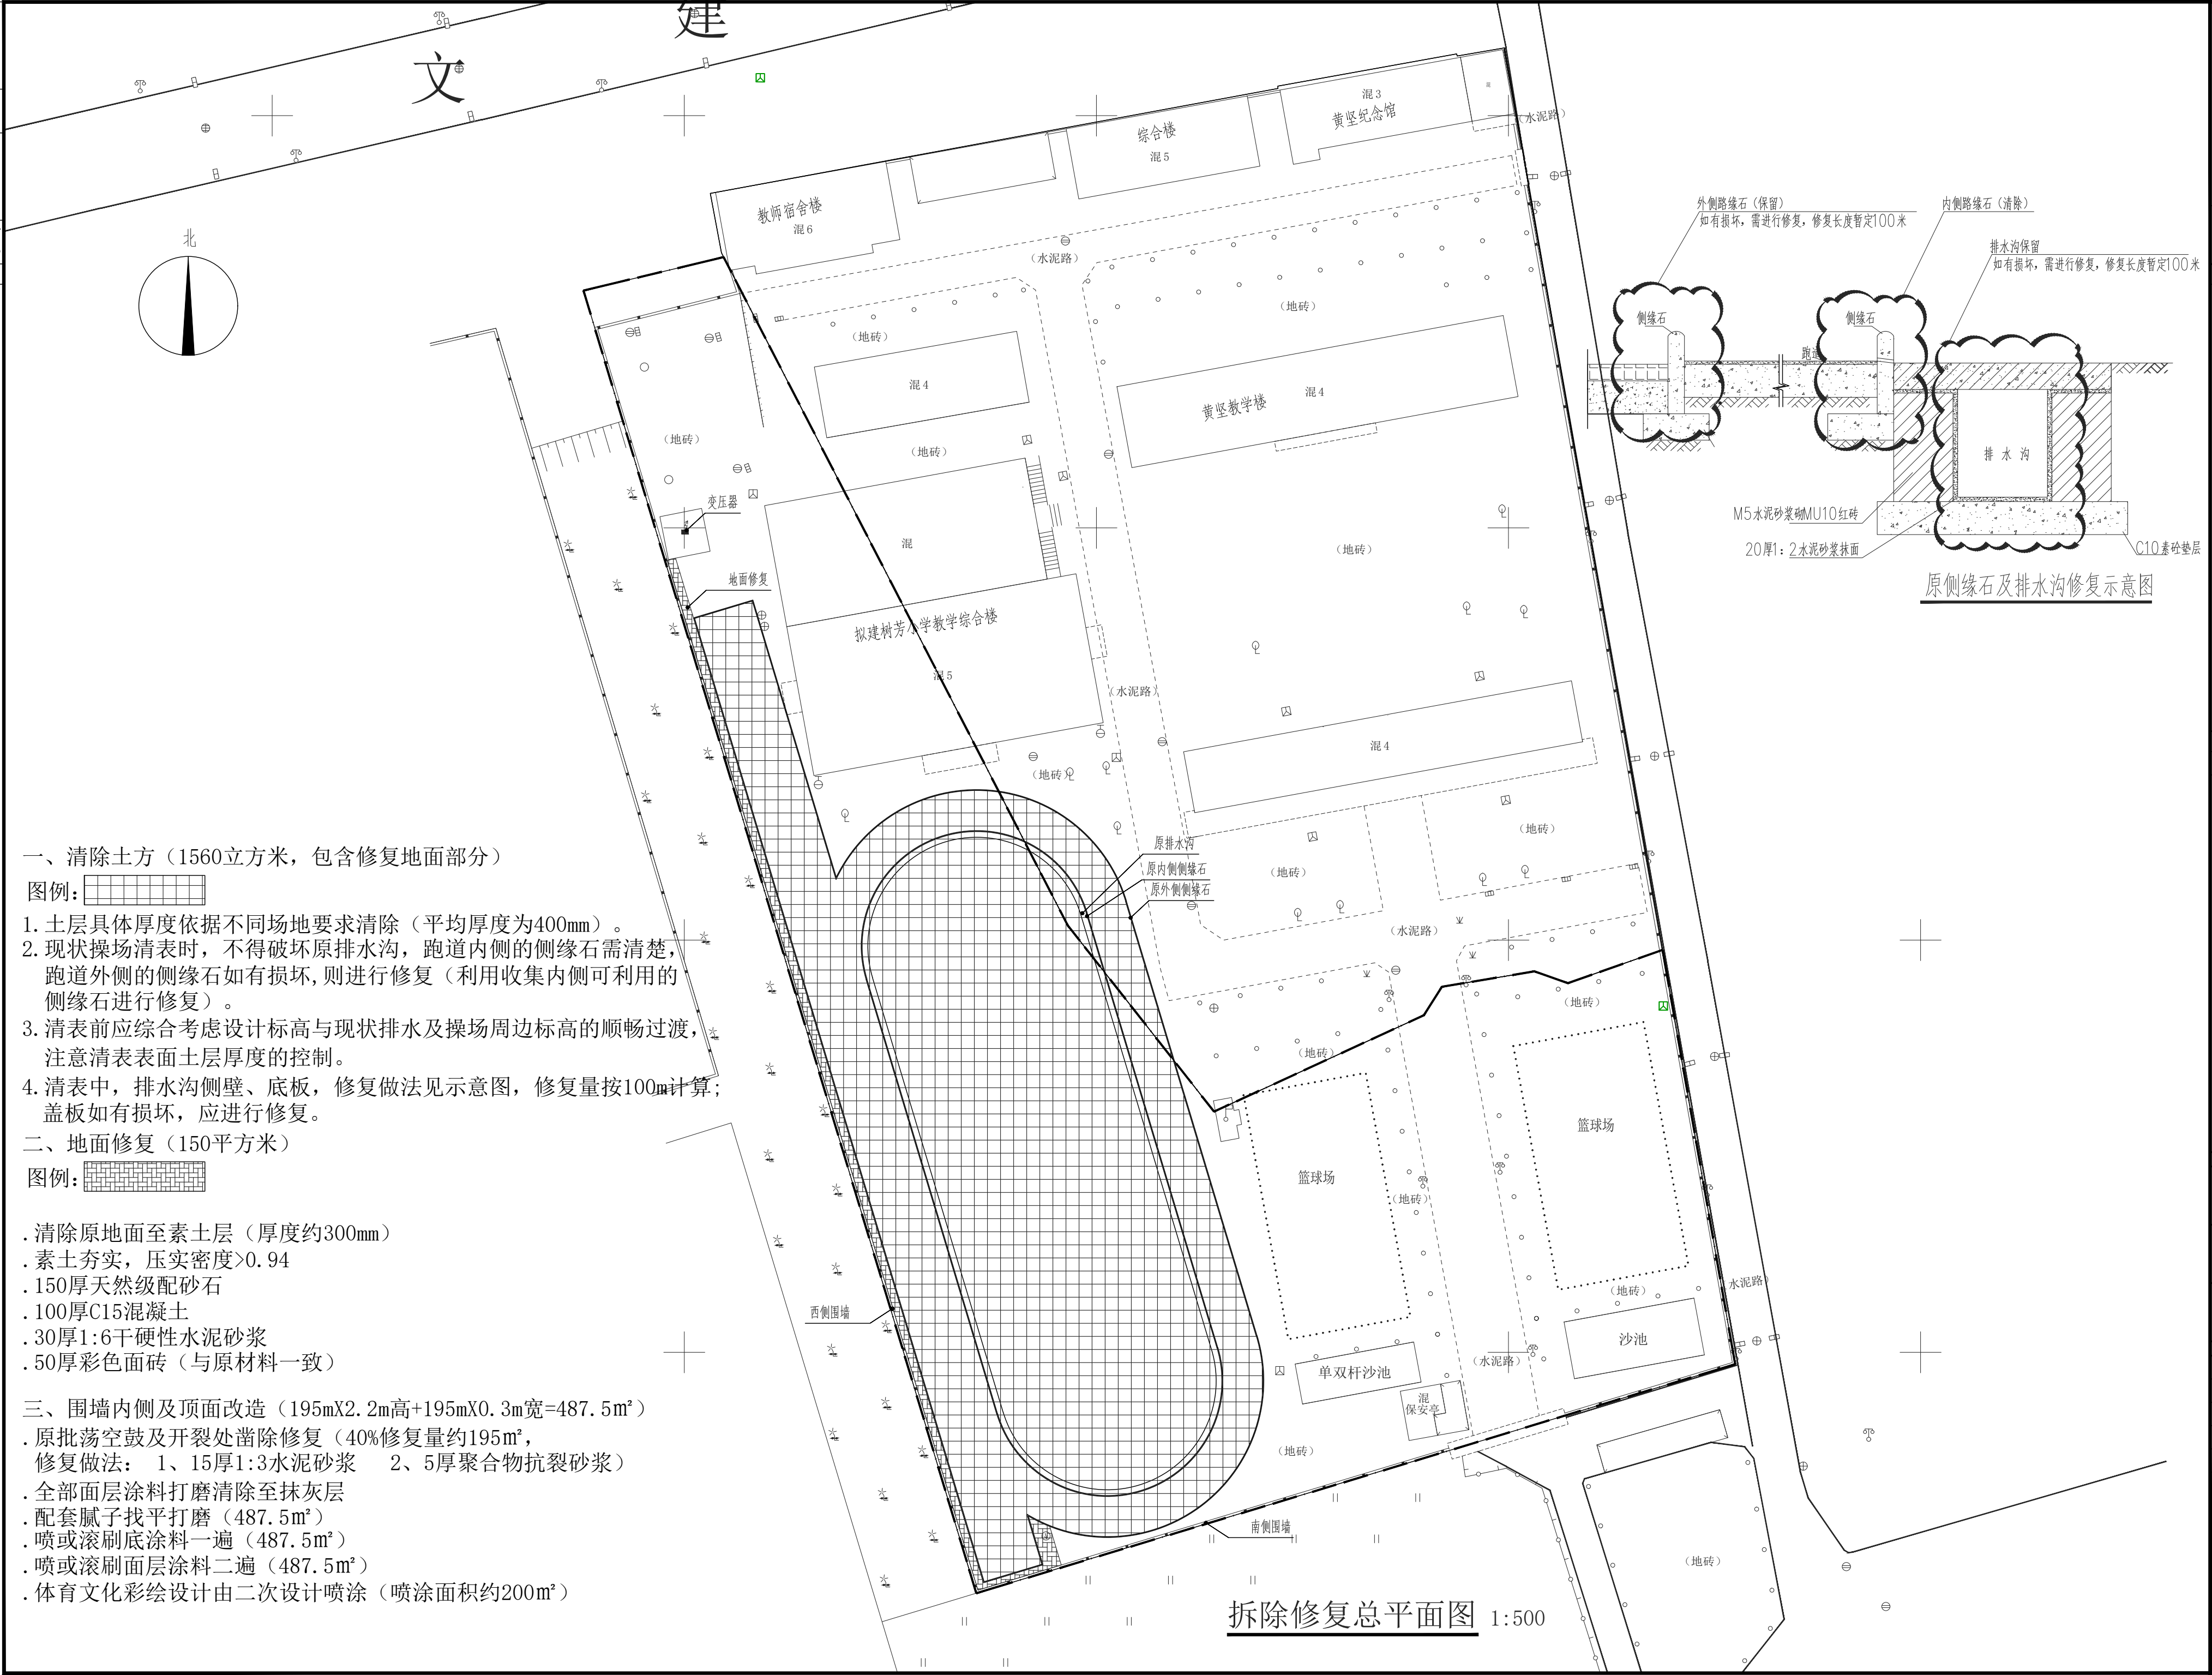 建
文
北
混3
黄坚纪念馆
综合楼
混5
(水泥路)
教师宿舍楼
混6
(水泥路)
(地砖)
(地砖)
混4
黄坚教学楼
混4
(地砖)
(地砖)
变压器
混
(地砖)
地面修复
拟建树芳小学教学综合楼
混5
(水泥路)
混4
(地砖)
(地砖)
原排水沟
原内侧侧缘石
原外侧侧缘石
(地砖)
(水泥路)
(地砖)
(地砖)
篮球场
篮球场
(地砖)
(地砖)
(水泥路)
西侧围墙
沙池
单双杆沙池
(水泥路)
混
保安亭
(地砖)
南侧围墙
(地砖)
外侧路缘石(保留)
如有损坏,需进行修复,修复长度暂定100米
内侧路缘石(清除)
排水沟保留
如有损坏,需进行修复,修复长度暂定100米
侧缘石
侧缘石
跑道
排水沟
M5水泥砂浆砌MU10红砖
20厚1:2水泥砂浆抹面
C10素砼垫层
原侧缘石及排水沟修复示意图
一、清除土方(1560立方米,包含修复地面部分)
图例:
1.土层具体厚度依据不同场地要求清除(平均厚度为400mm)。
2.现状操场清表时,不得破坏原排水沟,跑道内侧的侧缘石需清楚,
跑道外侧的侧缘石如有损坏,则进行修复(利用收集内侧可利用的
侧缘石进行修复)。
3.清表前应综合考虑设计标高与现状排水及操场周边标高的顺畅过渡,
注意清表表面土层厚度的控制。
4.清表中,排水沟侧壁、底板,修复做法见示意图,修复量按100m计算;
盖板如有损坏,应进行修复。
二、地面修复(150平方米)
图例:
.清除原地面至素土层(厚度约300mm)
.素土夯实,压实密度>0.94
.150厚天然级配砂石
.100厚C15混凝土
.30厚1:6干硬性水泥砂浆
.50厚彩色面砖(与原材料一致)
三、围墙内侧及顶面改造(195mX2.2m高+195mX0.3m宽=487.5㎡)
.原批荡空鼓及开裂处凿除修复(40%修复量约195㎡,
修复做法: 1、15厚1:3水泥砂浆 2、5厚聚合物抗裂砂浆)
.全部面层涂料打磨清除至抹灰层
.配套腻子找平打磨(487.5㎡)
.喷或滚刷底涂料一遍(487.5㎡)
.喷或滚刷面层涂料二遍(487.5㎡)
.体育文化彩绘设计由二次设计喷涂(喷涂面积约200㎡)
拆除修复总平面图 1:500